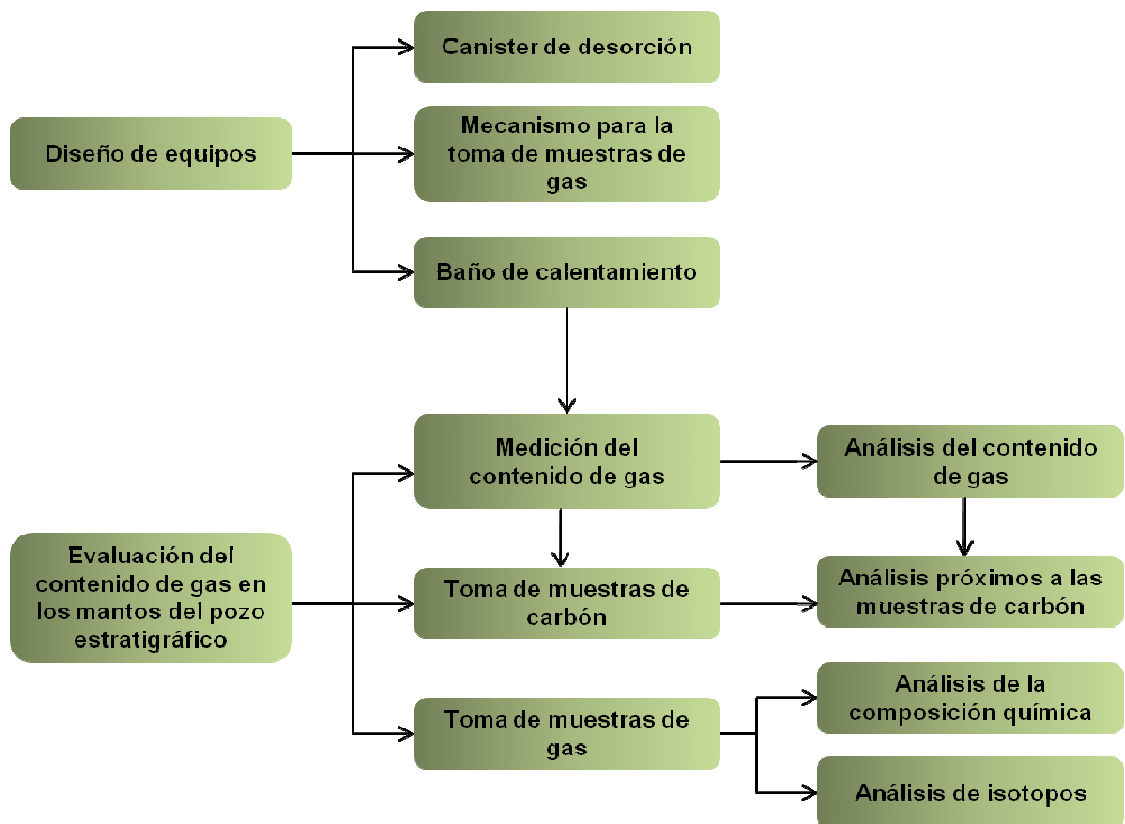 Diseño de equipos
Canister de desorción
Mecanismo para la
toma de muestras de
gas
Baño de calentamiento
Evaluación del
contenido de gas en
los mantos del pozo
estratigráfico
Medición del
contenido de gas
Análisis del contenido
de gas
Toma de muestras de
carbón
Análisis próximos a las
muestras de carbón
Toma de muestras de
gas
Análisis de la
composición química
Análisis de isotopos